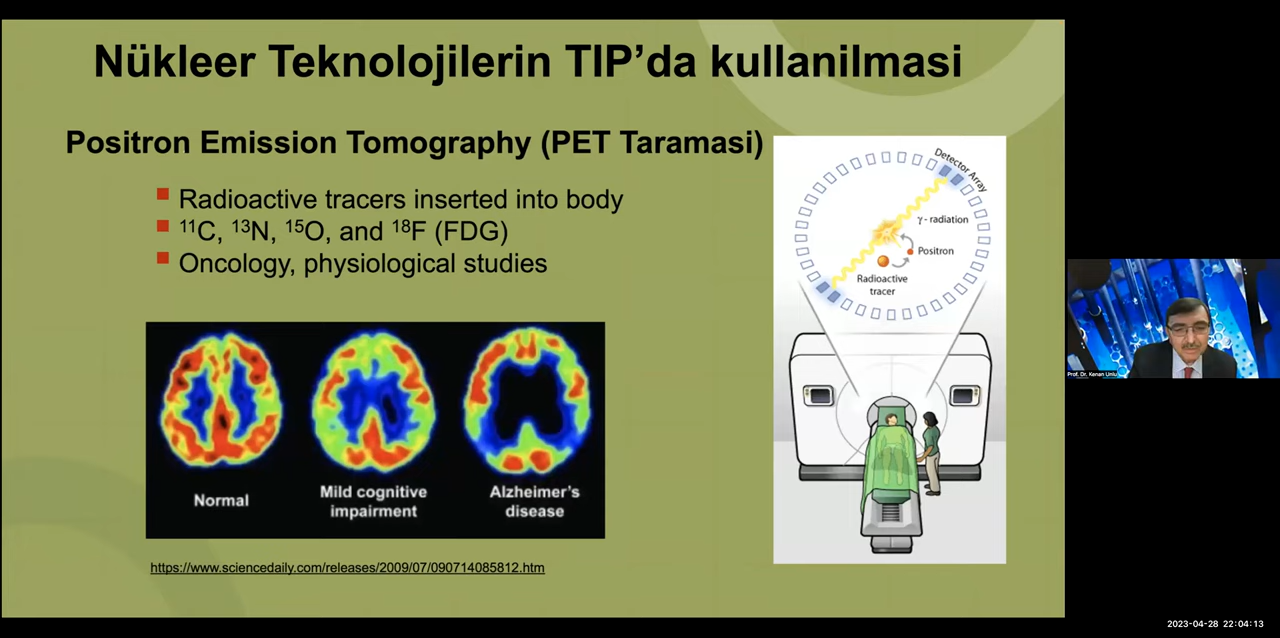 Nükleer Teknolojilerin TIP’da kullanilmasi
Positron Emission Tomography (PET Taramasi)
Radioactive tracers inserted into body
¹¹C, ¹³N, ¹⁵O, and ¹⁸F (FDG)
Oncology, physiological studies
Detector Array
γ - radiation
Positron
Radioactive
tracer
Normal
Mild cognitive
impairment
Alzheimer’s
disease
https://www.sciencedaily.com/releases/2009/07/090714085812.htm
Prof. Dr. Kenan Unlu
2023-04-28 22:04:13